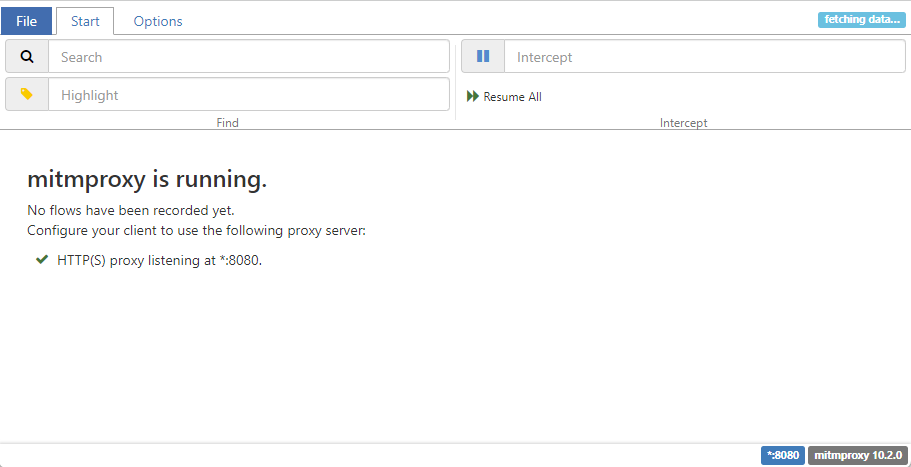 File Start Options fetching data...
Search Intercept
Highlight Resume All
Find Intercept
mitmproxy is running.
No flows have been recorded yet.
Configure your client to use the following proxy server:
HTTP(S) proxy listening at *:8080.
*:8080 mitmproxy 10.2.0